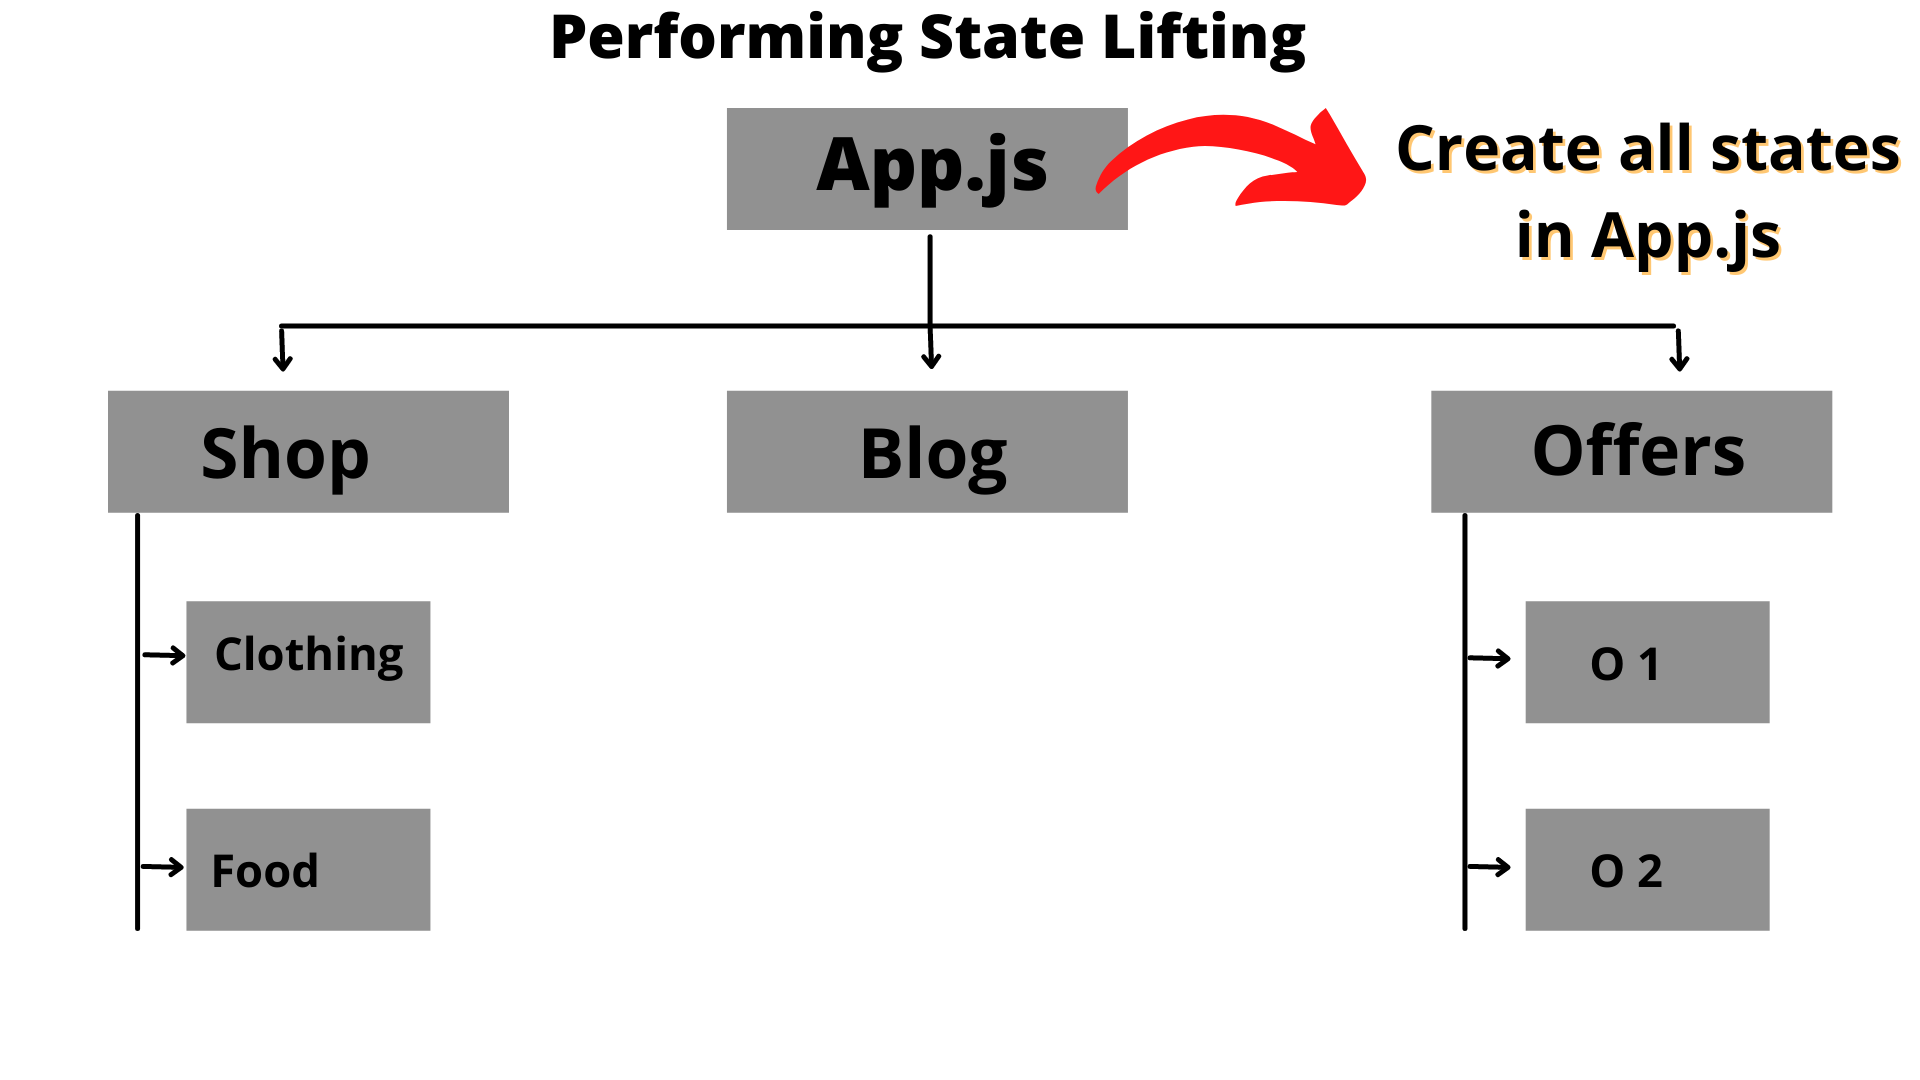 Performing State Lifting
App.js
Create all states
in App.js
Shop
Blog
Offers
Clothing
O 1
Food
O 2